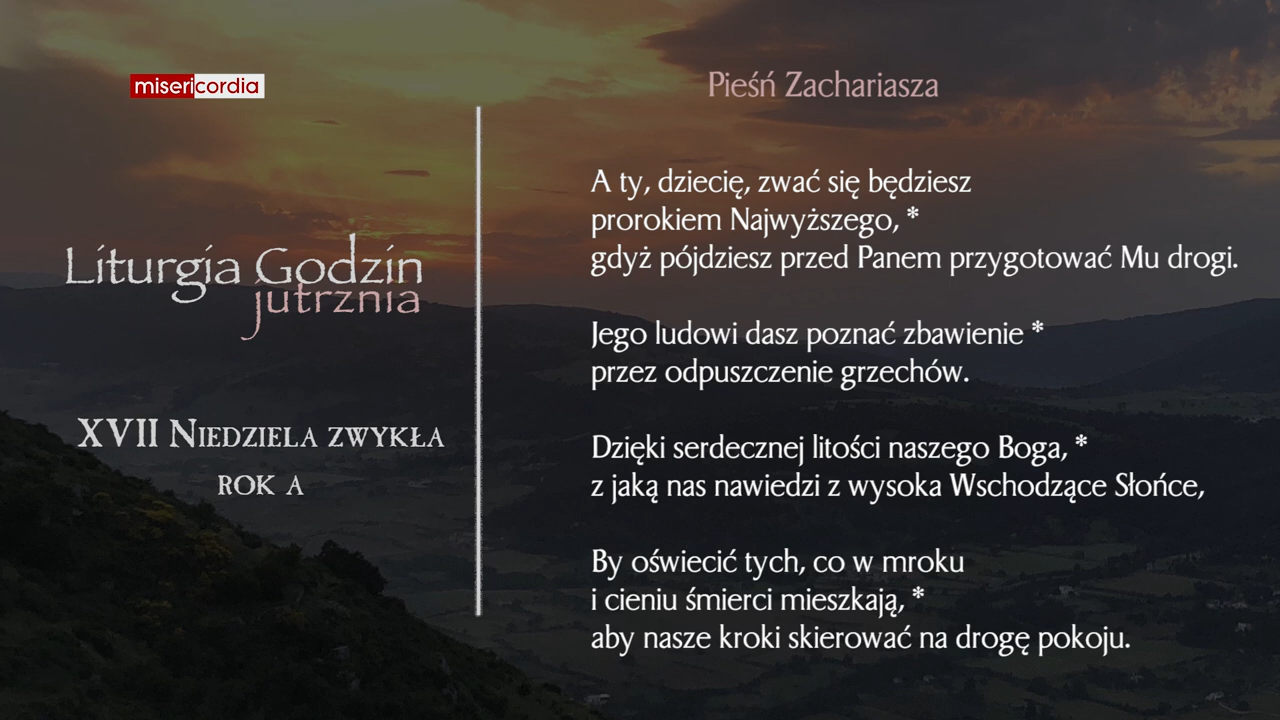 misericordia
Liturgia Godzin
jutrznia
XVII Niedziela zwykła
rok A
Pieśń Zachariasza
A ty, dziecię, zwać się będziesz
prorokiem Najwyższego, *
gdyż pójdziesz przed Panem przygotować Mu drogi.
Jego ludowi dasz poznać zbawienie *
przez odpuszczenie grzechów.
Dzięki serdecznej litości naszego Boga, *
z jaką nas nawiedzi z wysoka Wschodzące Słońce,
By oświecić tych, co w mroku
i cieniu śmierci mieszkają, *
aby nasze kroki skierować na drogę pokoju.